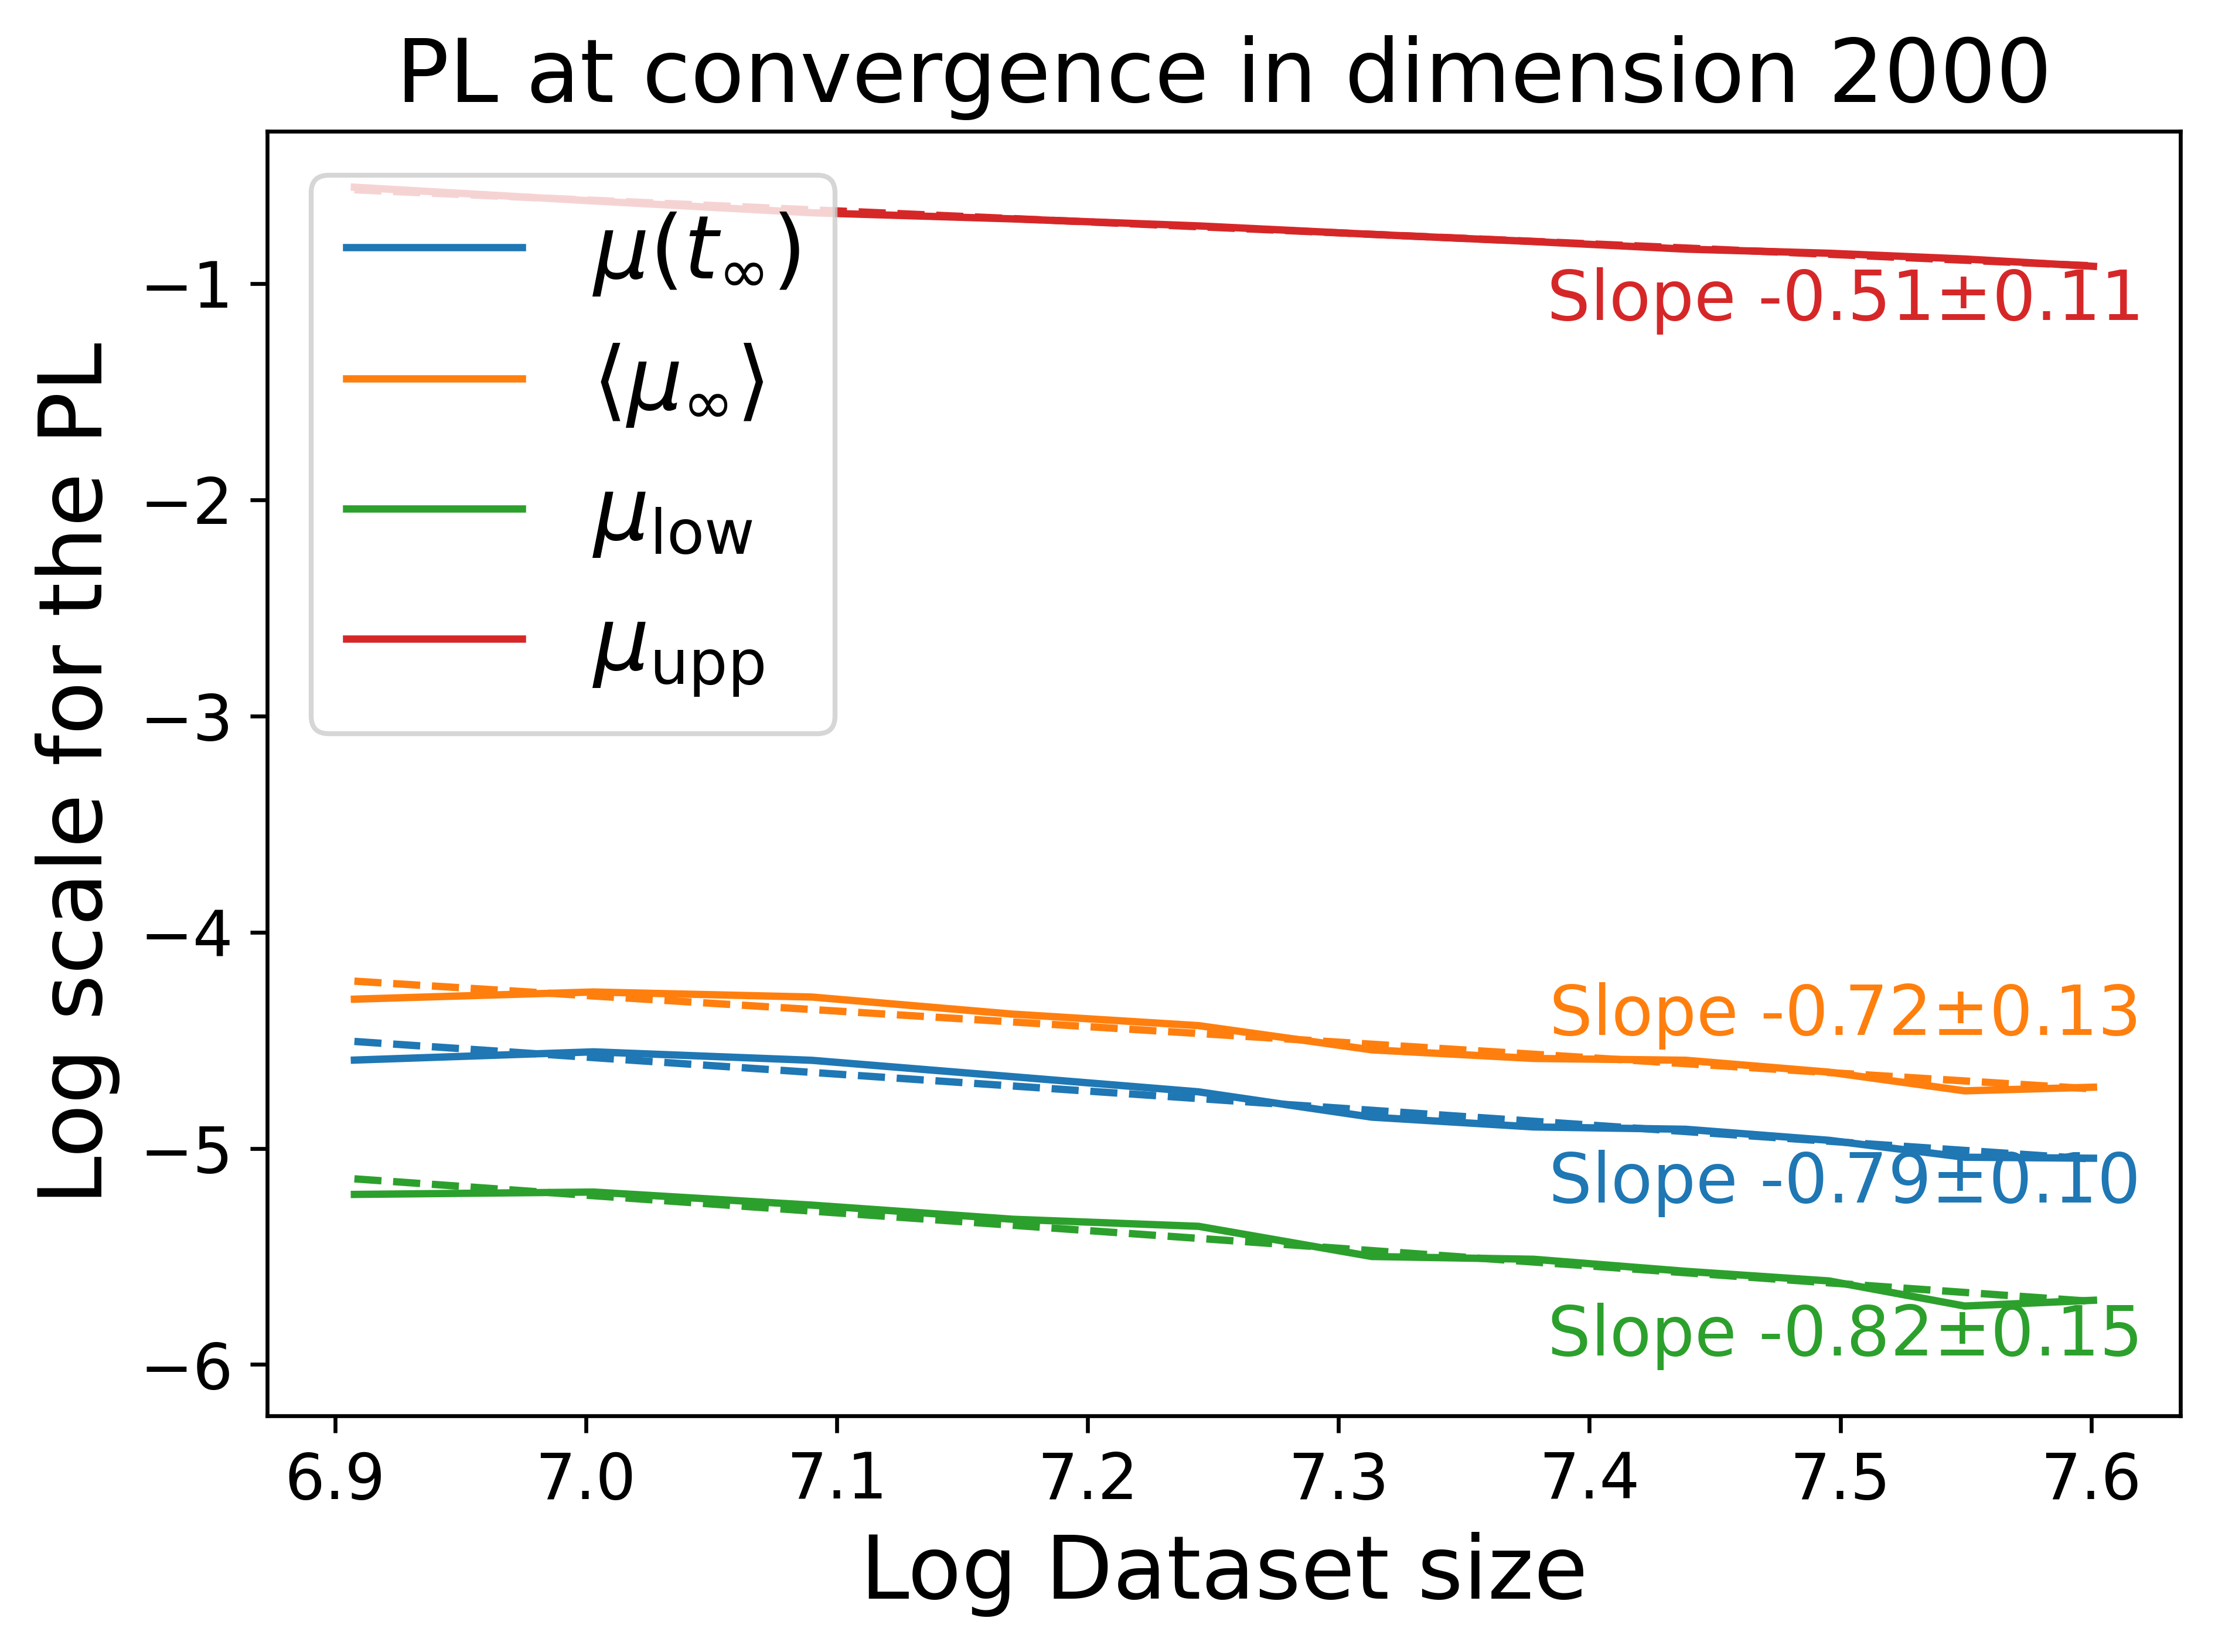 PL at convergence in dimension 2000
Log scale for the PL
−1
−2
−3
−4
−5
−6
μ(t∞)
⟨μ∞⟩
μlow
μupp
Slope -0.51±0.11
Slope -0.72±0.13
Slope -0.79±0.10
Slope -0.82±0.15
6.9 7.0 7.1 7.2 7.3 7.4 7.5 7.6
Log Dataset size